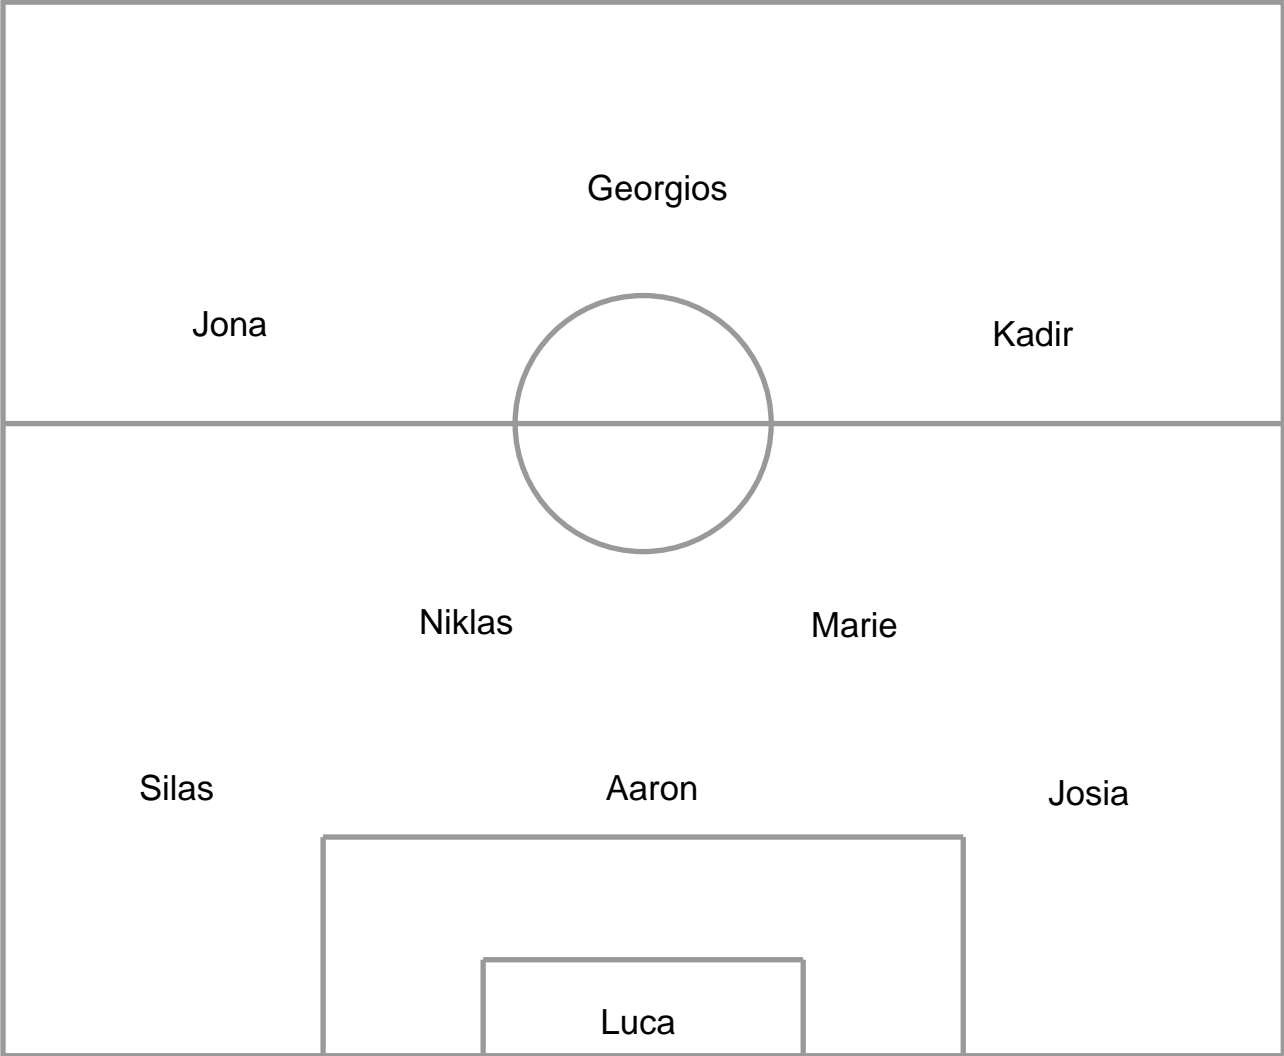 Georgios
Jona
Kadir
Niklas
Marie
Silas
Aaron
Josia
Luca